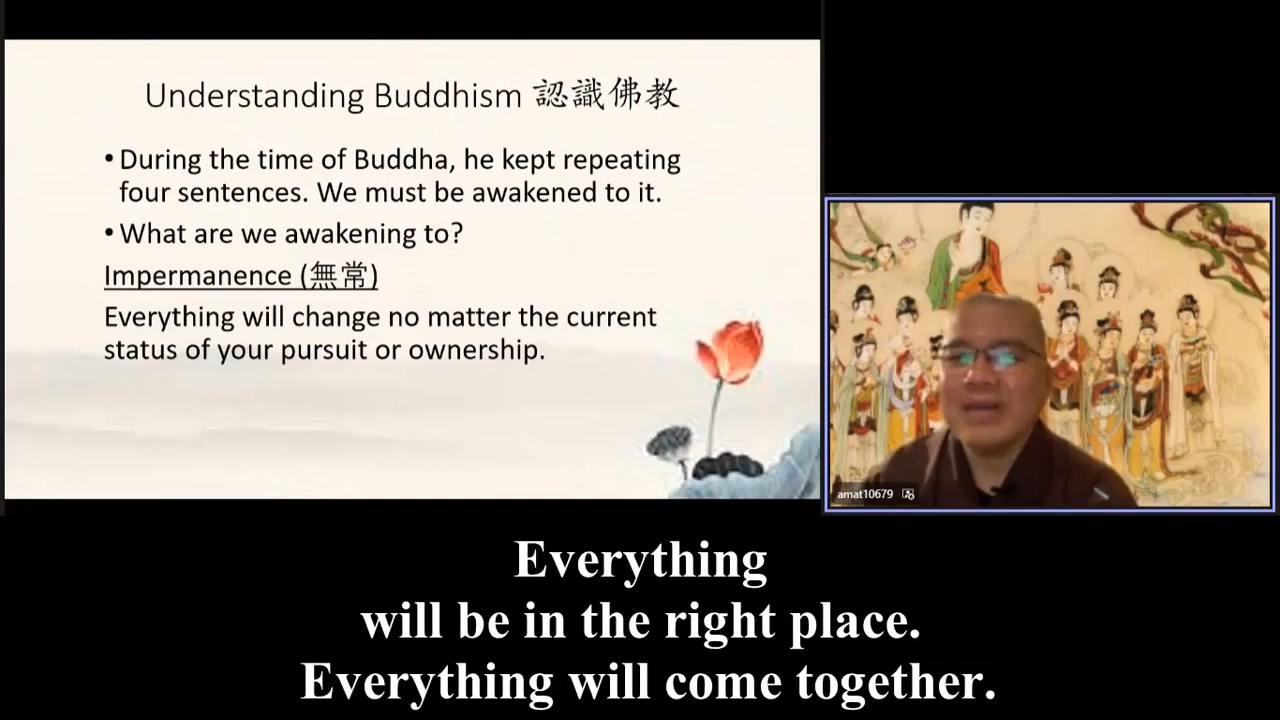 Understanding Buddhism 認識佛教
• During the time of Buddha, he kept repeating
four sentences. We must be awakened to it.
• What are we awakening to?
Impermanence (無常)
Everything will change no matter the current
status of your pursuit or ownership.
amat10679
Everything
will be in the right place.
Everything will come together.